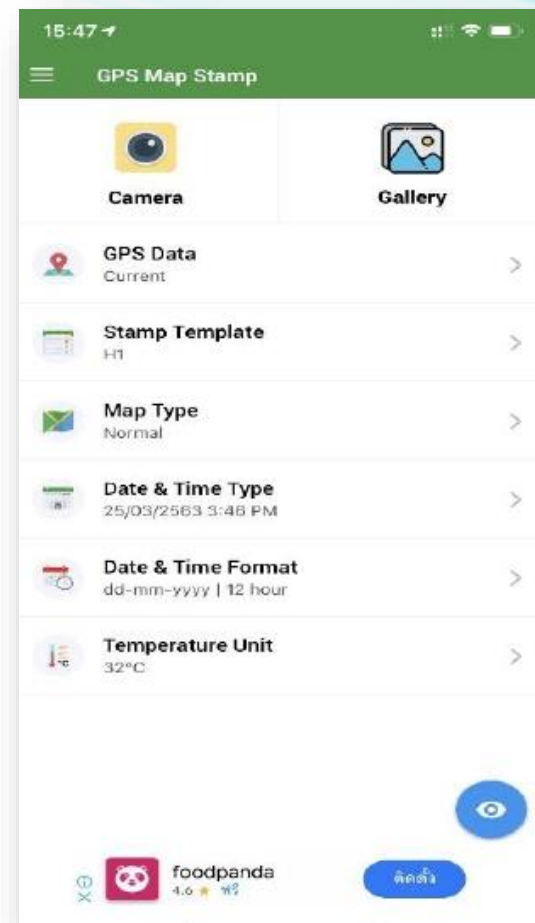 15:47
GPS Map Stamp
Camera
Gallery
GPS Data
Current
Stamp Template
H1
Map Type
Normal
Date & Time Type
25/03/2563 3:46 PM
Date & Time Format
dd-mm-yyyy | 12 hour
Temperature Unit
32°C
foodpanda
4.6 ★ ฟรี
ติดตั้ง